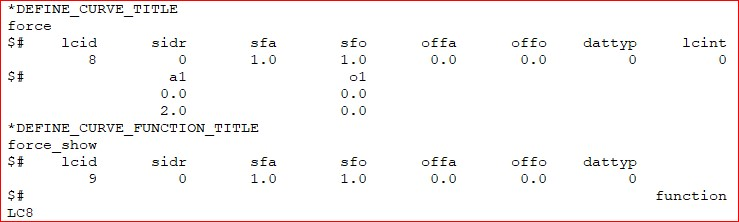 *DEFINE_CURVE_TITLE
force
$# lcid sidr sfa sfo offa offo dattyp lcint
8 0 1.0 1.0 0.0 0.0 0 0
$# a1 o1
0.0 0.0
2.0 0.0
*DEFINE_CURVE_FUNCTION_TITLE
force_show
$# lcid sidr sfa sfo offa offo dattyp
9 0 1.0 1.0 0.0 0.0 0
$# function
LC8